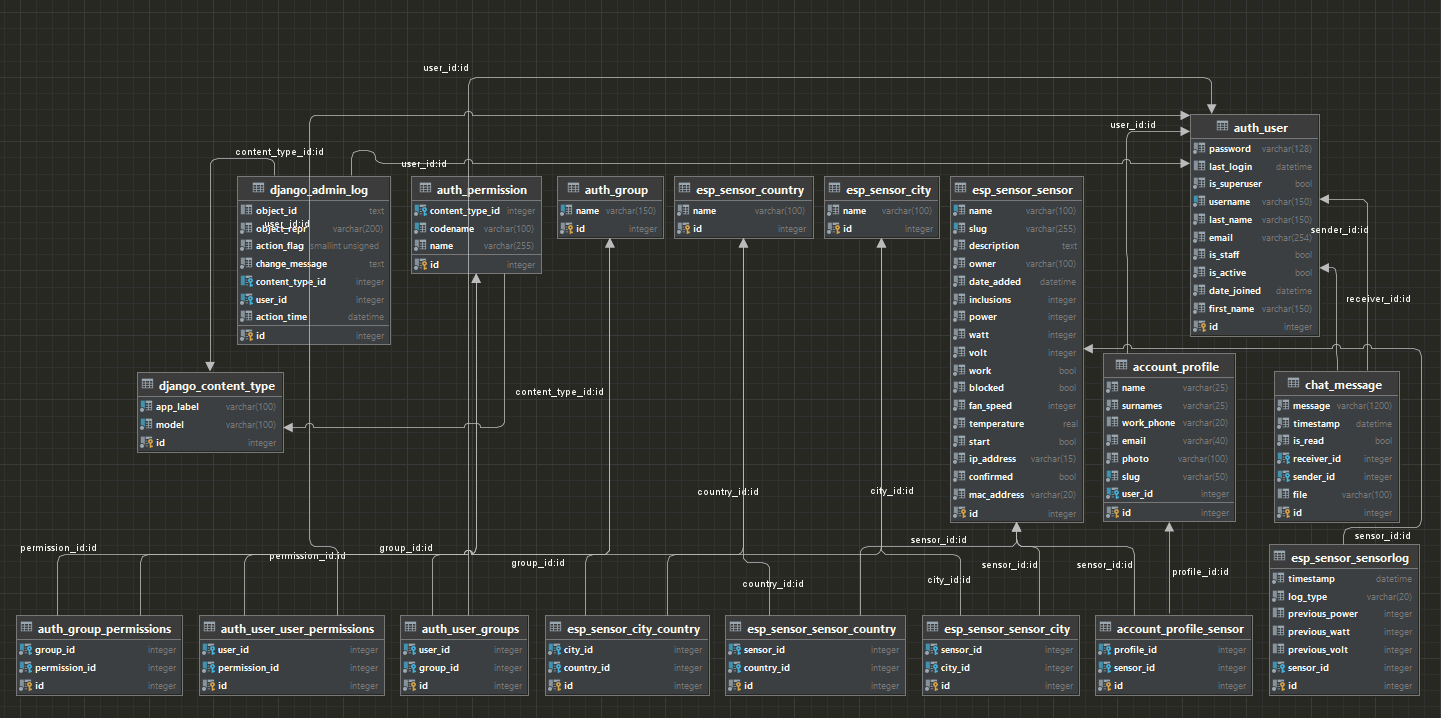 user_id:id
content_type_id:id
user_id:id
user_id:id
django_admin_log
object_id text
object_repr varchar(200)
user_id:id
action_flag smallint unsigned
change_message text
content_type_id integer
user_id integer
action_time datetime
id integer
auth_permission
content_type_id integer
codename varchar(100)
name varchar(255)
id integer
auth_group
name varchar(150)
id integer
esp_sensor_country
name varchar(100)
id integer
esp_sensor_city
name varchar(100)
id integer
esp_sensor_sensor
name varchar(100)
slug varchar(255)
description text
owner varchar(100)
date_added datetime
inclusions integer
power integer
watt integer
volt integer
work bool
blocked bool
fan_speed integer
temperature real
start bool
ip_address varchar(15)
confirmed bool
mac_address varchar(20)
id integer
auth_user
password varchar(128)
last_login datetime
is_superuser bool
username varchar(150)
last_name varchar(150)
email varchar(254)
is_staff bool
is_active bool
date_joined datetime
first_name varchar(150)
id integer
sender_id:id
receiver_id:id
django_content_type
app_label varchar(100)
model varchar(100)
id integer
content_type_id:id
account_profile
name varchar(25)
surnames varchar(25)
work_phone varchar(20)
email varchar(40)
photo varchar(100)
slug varchar(50)
user_id integer
id integer
chat_message
message varchar(1200)
timestamp datetime
is_read bool
receiver_id integer
sender_id integer
file varchar(100)
id integer
country_id:id
city_id:id
permission_id:id
permission_id:id
group_id:id
group_id:id
country_id:id
sensor_id:id
city_id:id
sensor_id:id
sensor_id:id
profile_id:id
sensor_id:id
auth_group_permissions
group_id integer
permission_id integer
id integer
auth_user_user_permissions
user_id integer
permission_id integer
id integer
auth_user_groups
user_id integer
group_id integer
id integer
esp_sensor_city_country
city_id integer
country_id integer
id integer
esp_sensor_sensor_country
sensor_id integer
country_id integer
id integer
esp_sensor_sensor_city
sensor_id integer
city_id integer
id integer
account_profile_sensor
profile_id integer
sensor_id integer
id integer
esp_sensor_sensorlog
timestamp datetime
log_type varchar(20)
previous_power integer
previous_watt integer
previous_volt integer
sensor_id integer
id integer